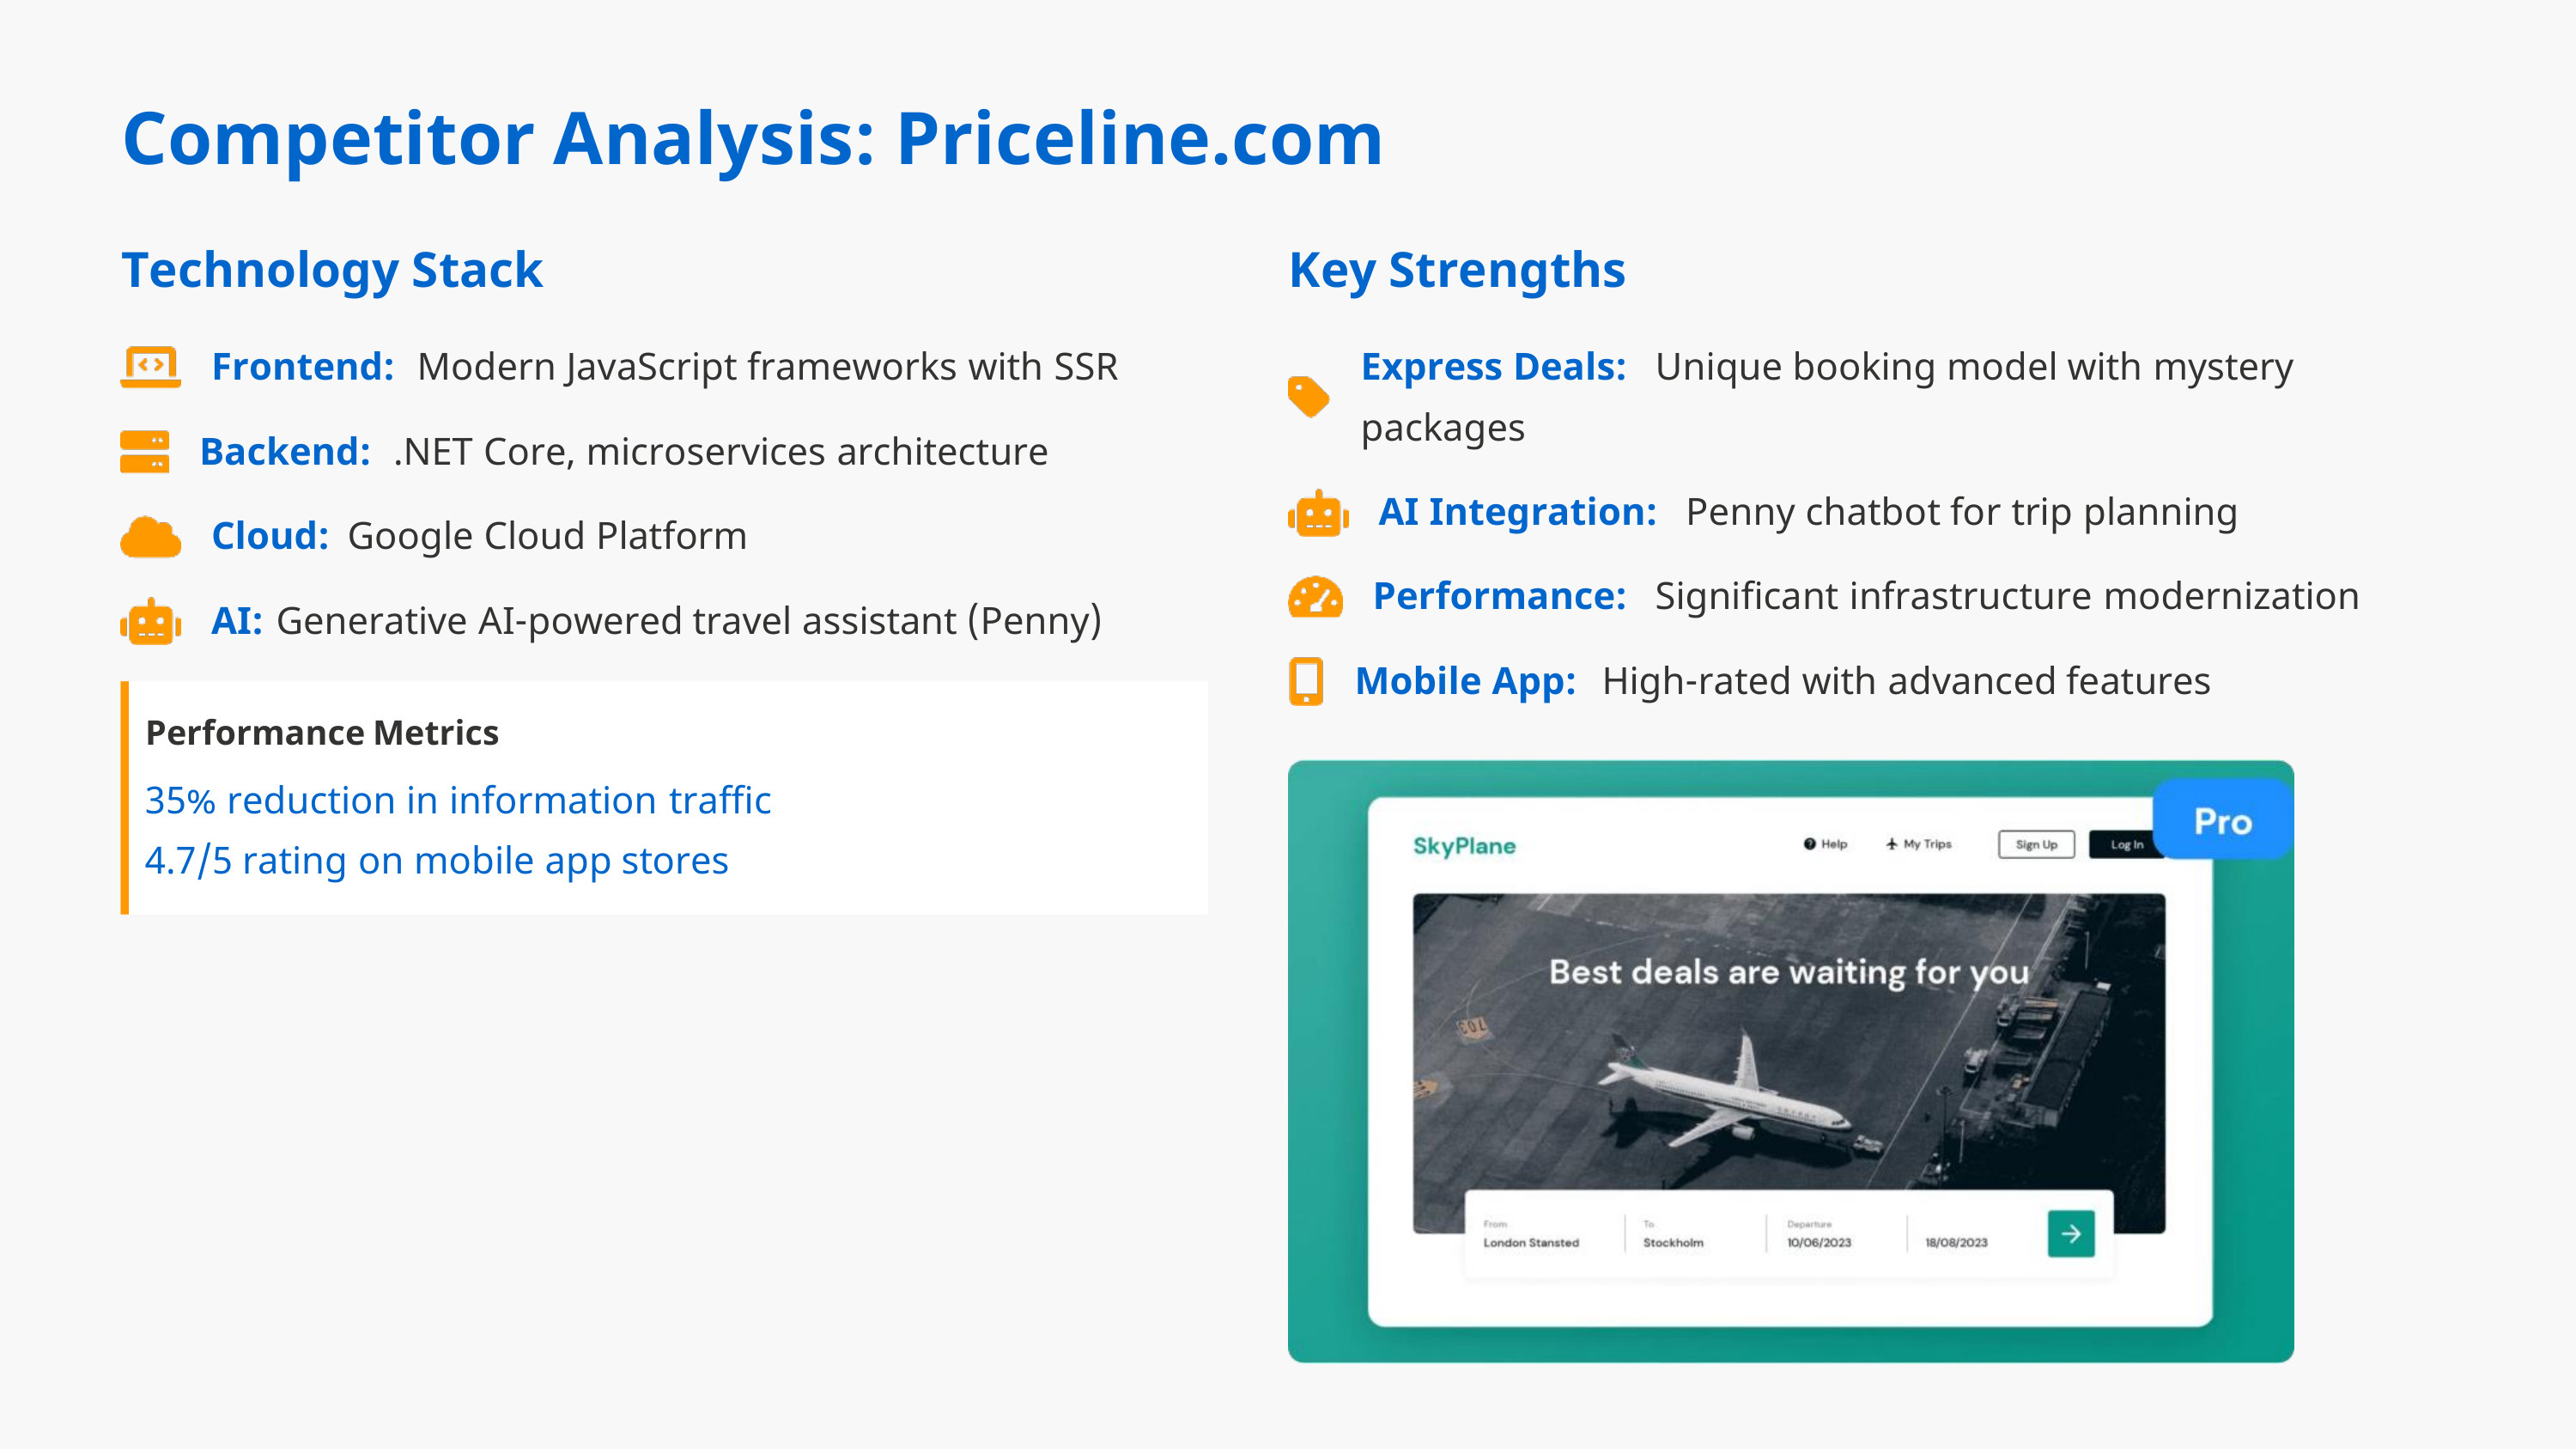 Competitor Analysis: Priceline.com
Technology Stack
Frontend: Modern JavaScript frameworks with SSR
Backend: .NET Core, microservices architecture
Cloud: Google Cloud Platform
AI: Generative AI-powered travel assistant (Penny)
Performance Metrics
35% reduction in information traffic
4.7/5 rating on mobile app stores
Key Strengths
Express Deals: Unique booking model with mystery
packages
AI Integration: Penny chatbot for trip planning
Performance: Significant infrastructure modernization
Mobile App: High-rated with advanced features
Pro
SkyPlane
Help
My Trips
Sign Up
Log In
Best deals are waiting for you
703
From
London Stansted
To
Stockholm
Departure
10/06/2023
18/08/2023